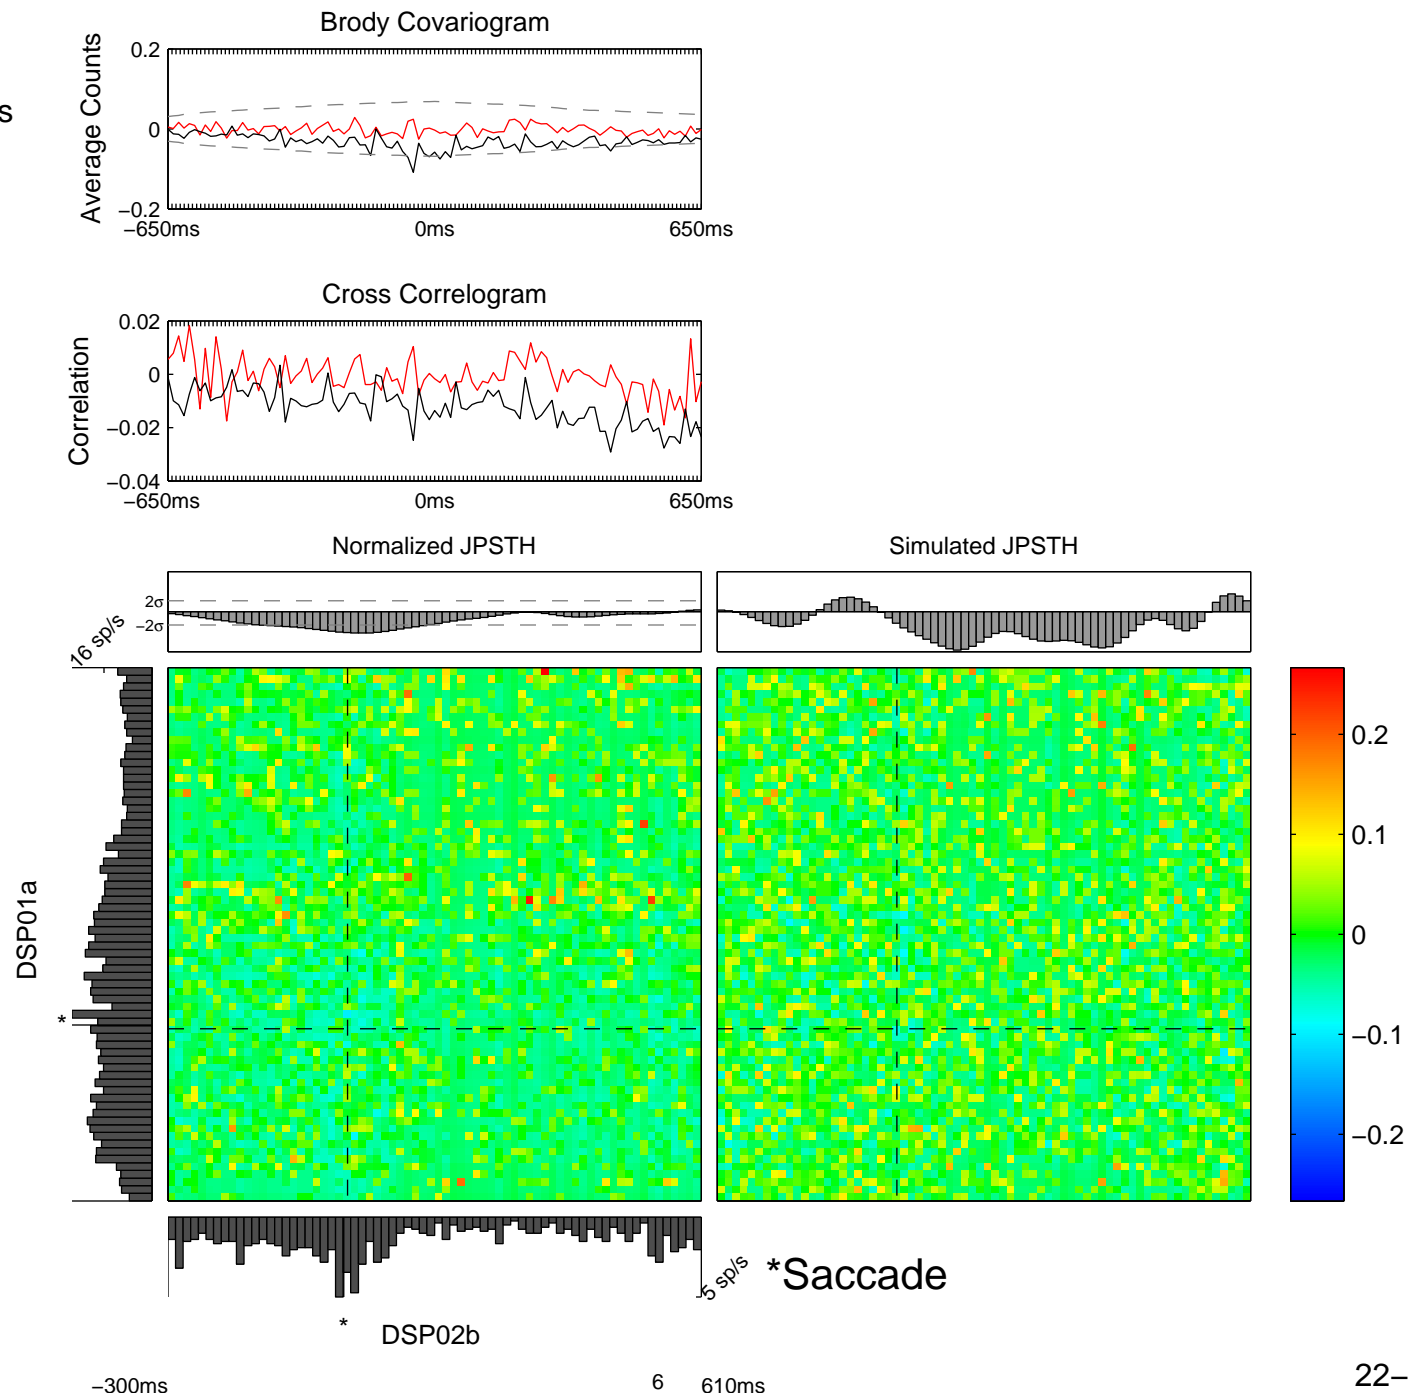 Brody Covariogram
s
Average Counts
0.2
0
−0.2
−650ms
0ms
650ms
Cross Correlogram
Correlation
0.02
0
−0.02
−0.04
−650ms
0ms
650ms
Normalized JPSTH
Simulated JPSTH
2σ
−2σ
16 sp/s
DSP01a
*
0.2
0.1
0
−0.1
−0.2
5 sp/s
*Saccade
*
DSP02b
−300ms
6
610ms
22−